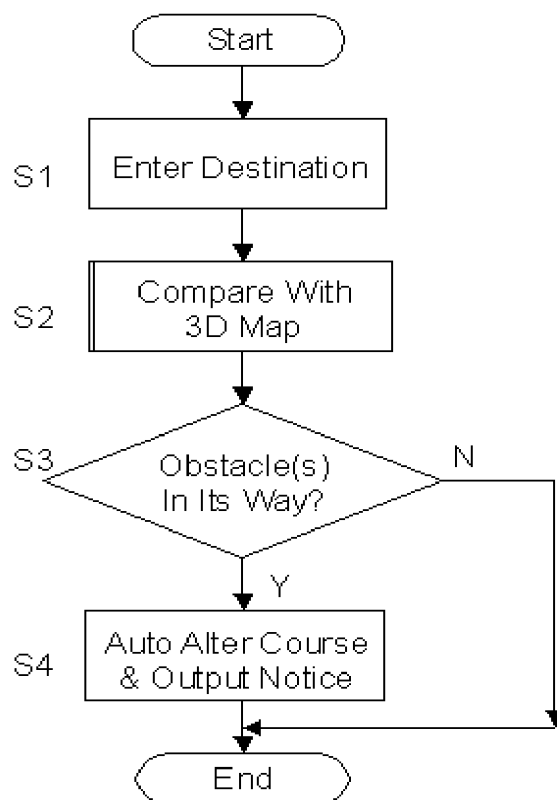 Start
S1
Enter Destination
S2
Compare With
3D Map
S3
Obstacle(s)
In Its Way?
N
Y
S4
Auto Alter Course
& Output Notice
End